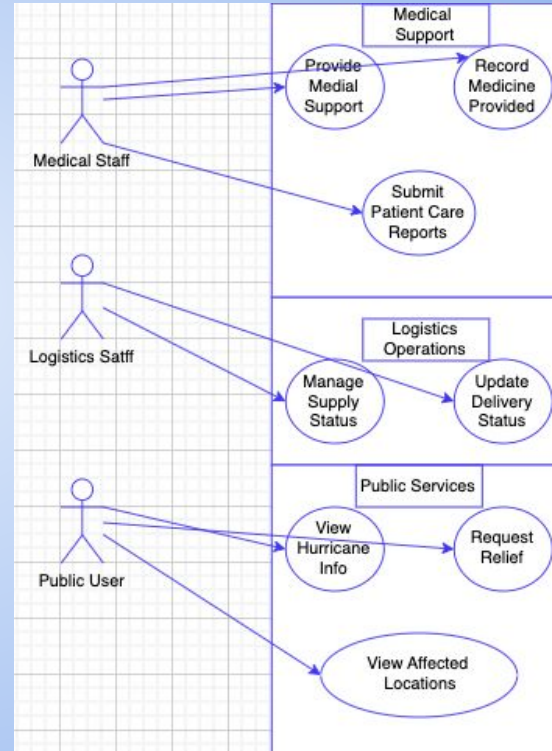 Medical
Support
Provide
Medial
Support
Record
Medicine
Provided
Medical Staff
Submit
Patient Care
Reports
Logistics Satff
Logistics
Operations
Manage
Supply
Status
Update
Delivery
Status
Public Services
View
Hurricane
Info
Request
Relief
Public User
View Affected
Locations